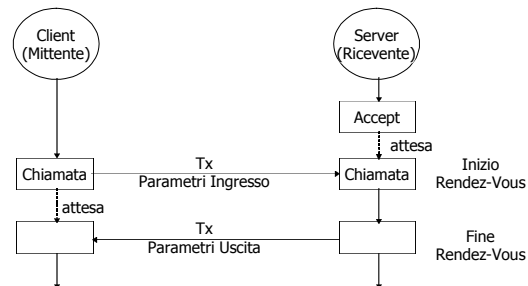 Client
(Mittente)
Server
(Ricevente)
Accept
attesa
Chiamata
Tx
Parametri Ingresso
Chiamata
Inizio
Rendez-Vous
attesa
Tx
Parametri Uscita
Fine
Rendez-Vous